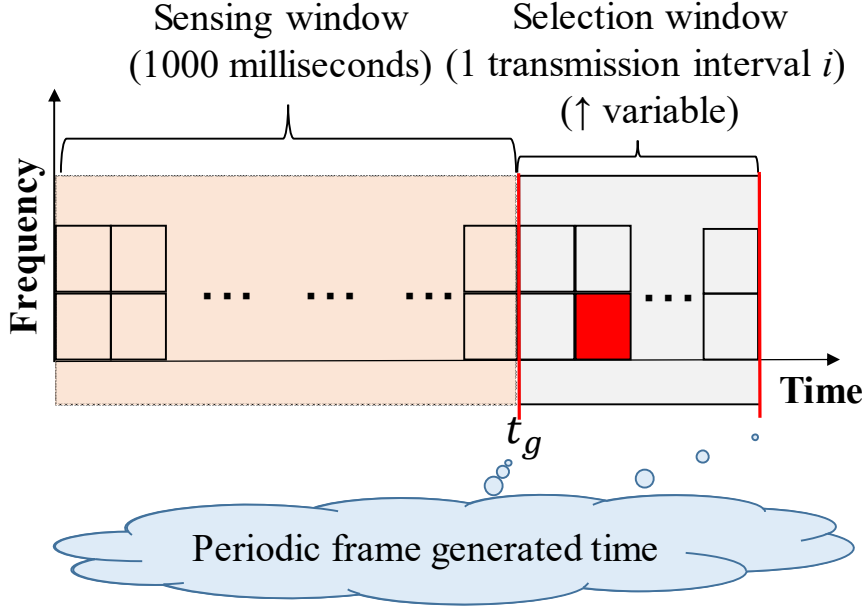 Sensing window
(1000 milliseconds)
Selection window
(1 transmission interval i)
(↑ variable)
Frequency
... ... ...
...
Time
t_g
Periodic frame generated time